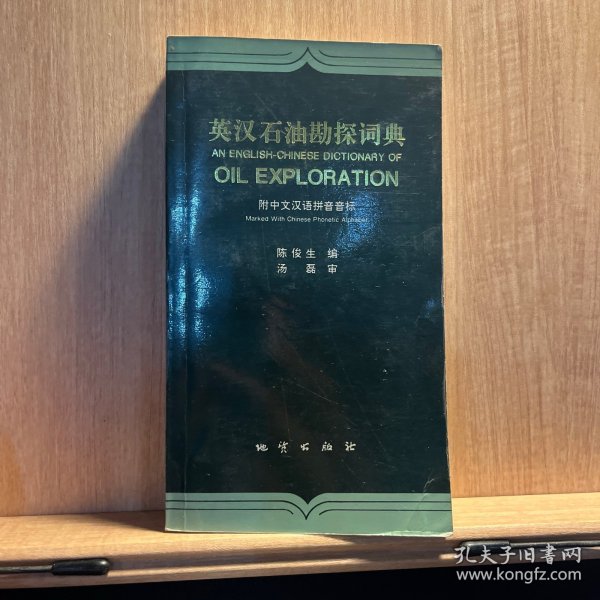 英汉石油勘探词典
AN ENGLISH-CHINESE DICTIONARY OF
OIL EXPLORATION
附中文汉语拼音音标
Marked With Chinese Phonetic Alphabet
陈俊生 编
汤磊审
地质出版社
孔夫子旧书网
www.kongfz.com